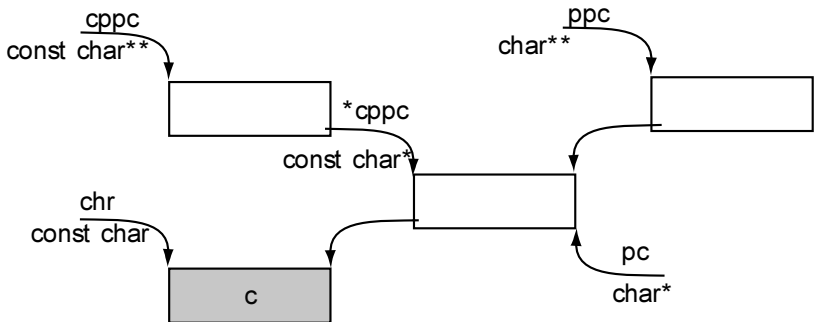 cppc
const char**
ppc
char**
*cppc
const char*
chr
const char
c
pc
char*